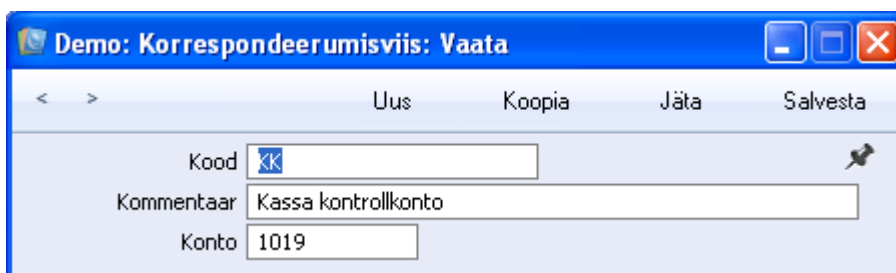 Demo: Korrespondeerumisviis: Vaata
< > Uus Koopia Jäta Salvesta
Kood KK
Kommentaar Kassa kontrollkonto
Konto 1019